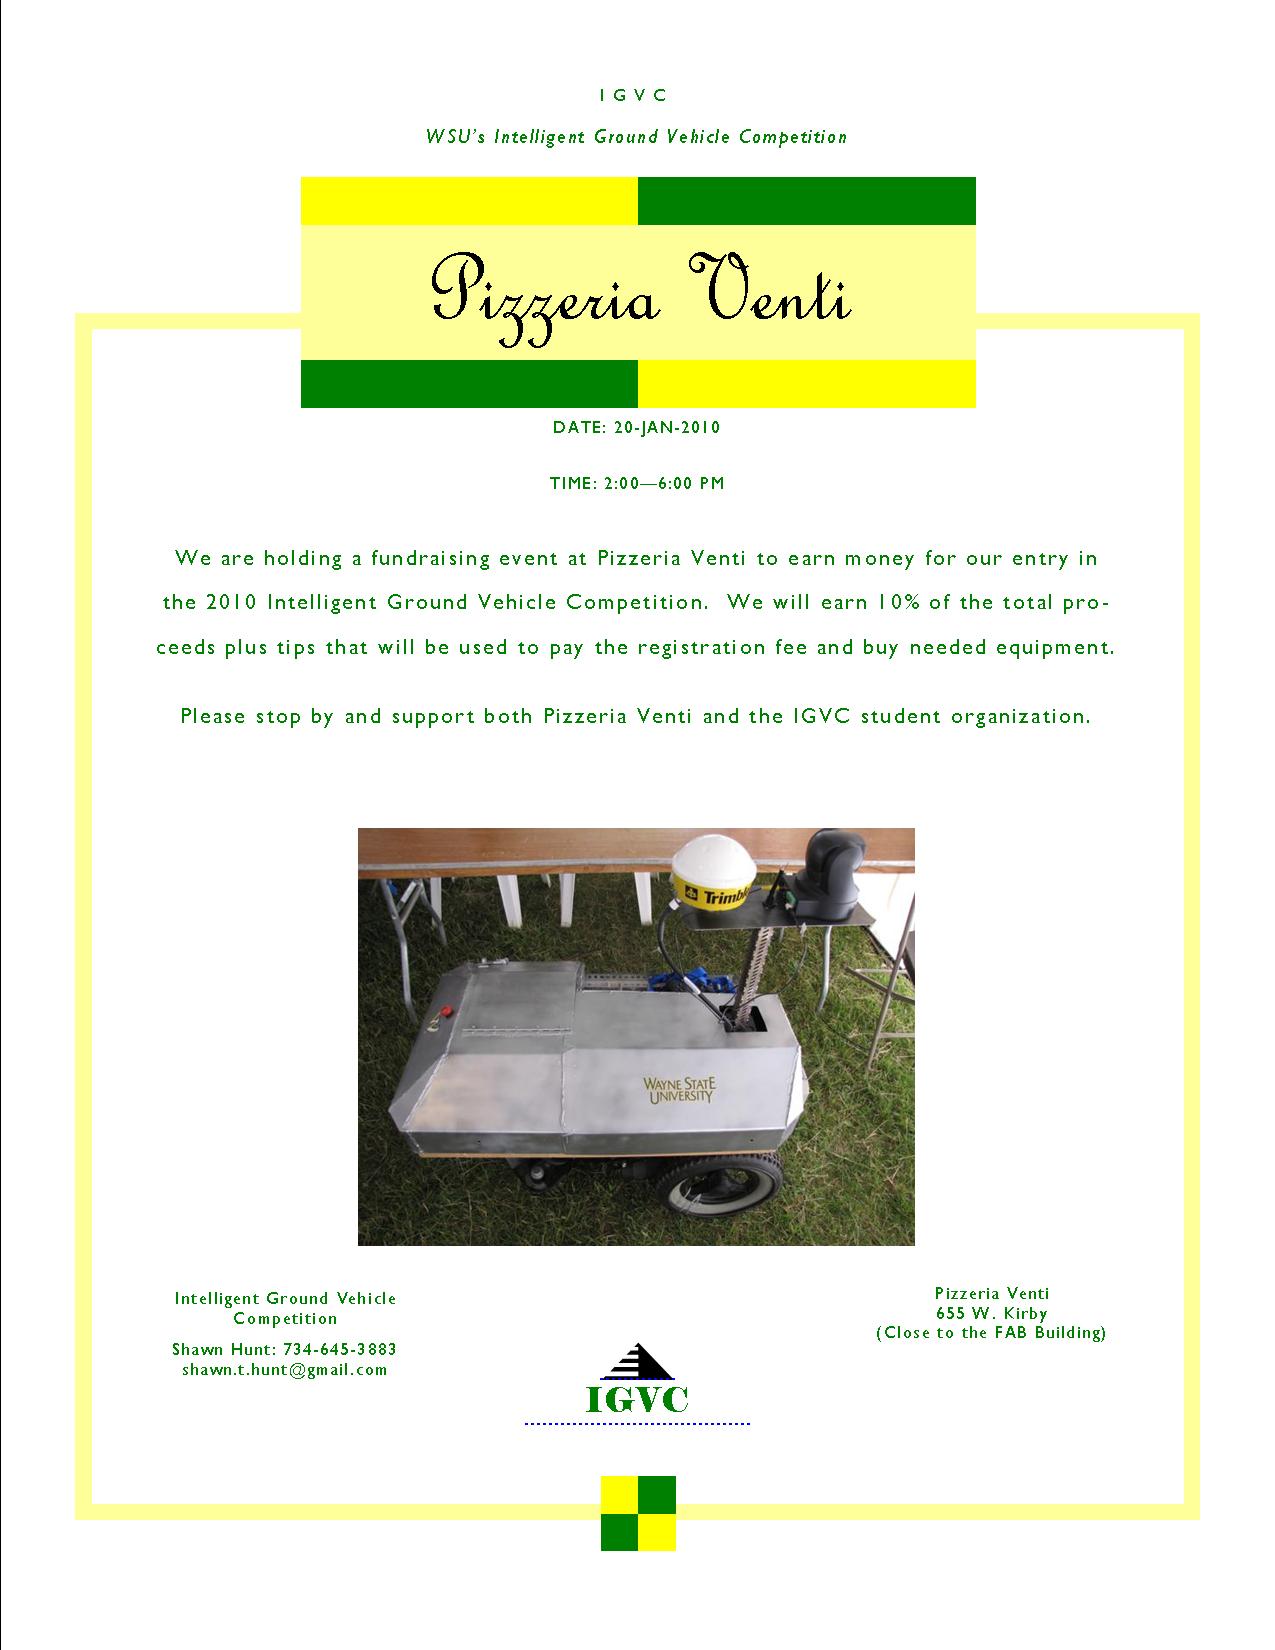 IGVC
WSU's Intelligent Ground Vehicle Competition
Pizzeria Venti
DATE: 20-JAN-2010
TIME: 2:00—6:00 PM
We are holding a fundraising event at Pizzeria Venti to earn money for our entry in
the 2010 Intelligent Ground Vehicle Competition.  We will earn 10% of the total pro-
ceeds plus tips that will be used to pay the registration fee and buy needed equipment.
Please stop by and support both Pizzeria Venti and the IGVC student organization.
Trimble
WAYNE STATE
UNIVERSITY
Intelligent Ground Vehicle
Competition
Shawn Hunt: 734-645-3883
shawn.t.hunt@gmail.com
IGVC
Pizzeria Venti
655 W. Kirby
(Close to the FAB Building)